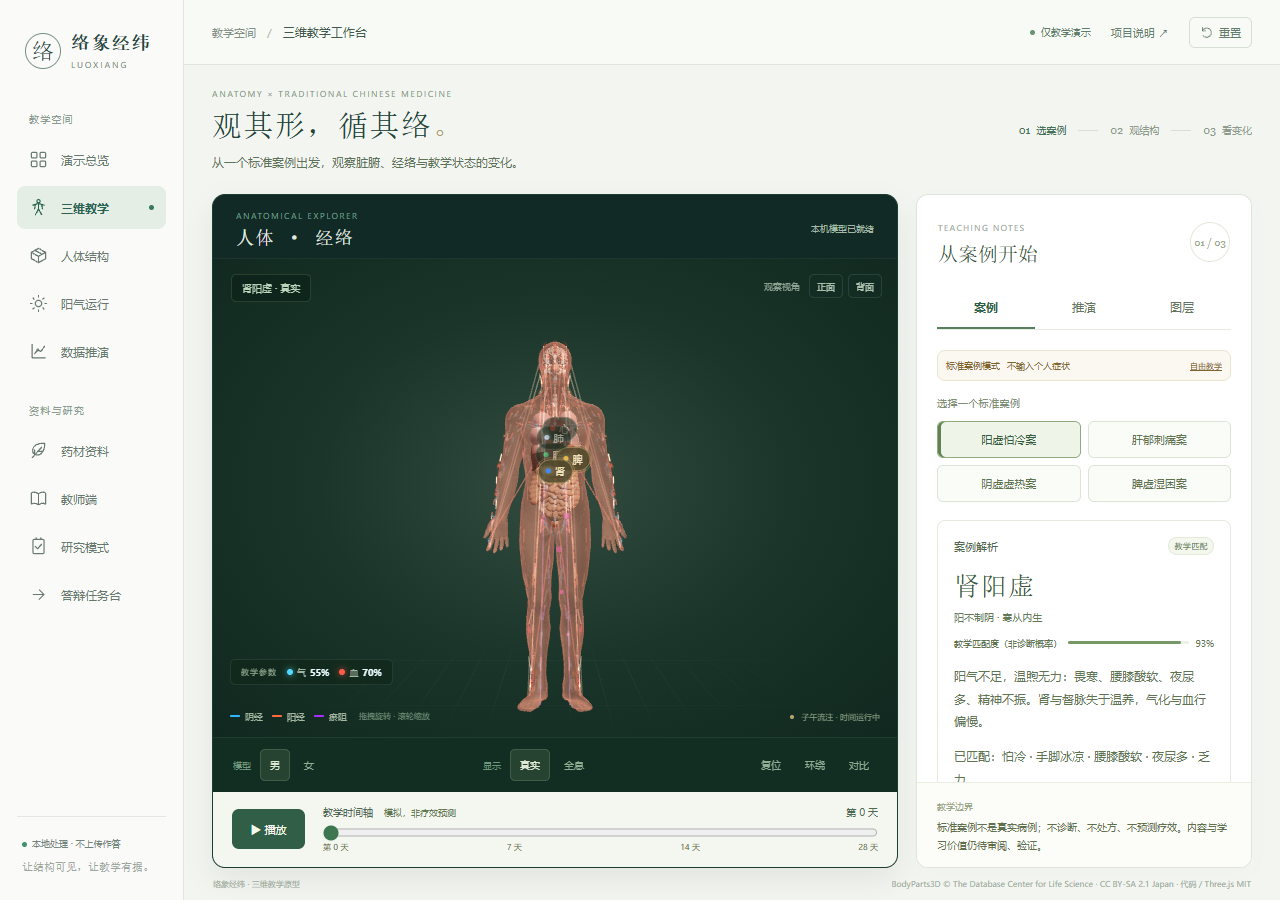 络
络象经纬
LUOXIANG
教学空间
演示总览
三维教学
人体结构
阳气运行
数据推演
资料与研究
药材资料
教师端
研究模式
答辩任务台
本地处理 · 不上传作答
让结构可见，让教学有据。
教学空间 / 三维教学工作台
仅教学演示
项目说明 ↗
重置
ANATOMY × TRADITIONAL CHINESE MEDICINE
观其形，循其络。
从一个标准案例出发，观察脏腑、经络与教学状态的变化。
01 选案例 02 观结构 03 看变化
ANATOMICAL EXPLORER
人体 • 经络
本机模型已就绪
肾阳虚 · 真实
观察视角 正面 背面
肺
脾
肾
教学参数 气 55% 血 70%
阴经 阳经 瘀阻 拖拽旋转 · 滚轮缩放
子午流注 · 时间运行中
模型 男 女
显示 真实 全息
复位 环绕 对比
▶ 播放
教学时间轴 模拟，非疗效预测
第 0 天
第 0 天 7 天 14 天 28 天
TEACHING NOTES
从案例开始
01 / 03
案例 推演 图层
标准案例模式 不输入个人症状 自由教学
选择一个标准案例
阳虚怕冷案 肝郁刺痛案
阴虚虚热案 脾虚湿困案
案例解析 教学匹配
肾阳虚
阳不制阴 · 寒从内生
教学匹配度（非诊断概率） 93%
阳气不足，温煦无力：畏寒、腰膝酸软、夜尿
多、精神不振。肾与督脉失于温养，气化与血行
偏慢。
已匹配：怕冷 · 手脚冰凉 · 腰膝酸软 · 夜尿多 · 乏
力
教学边界
标准案例不是真实病例；不诊断、不处方、不预测疗效。内容与学
习价值仍待审阅、验证。
络象经纬 · 三维教学原型
BodyParts3D © The Database Center for Life Science · CC BY-SA 2.1 Japan · 代码 / Three.js MIT